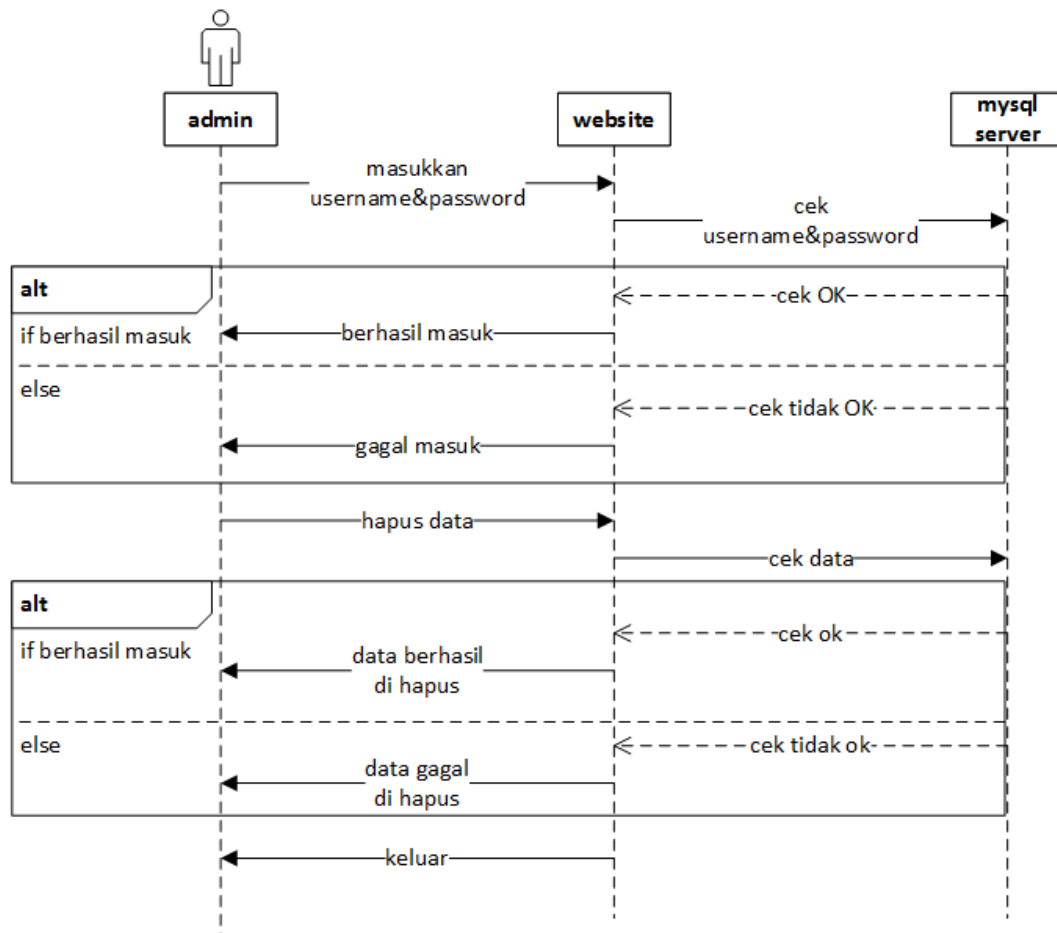 admin
website
mysql
server
masukkan
username&password
cek
username&password
alt
cek OK
if berhasil masuk
berhasil masuk
else
cek tidak OK
gagal masuk
hapus data
cek data
alt
cek ok
if berhasil masuk
data berhasil
di hapus
else
cek tidak ok
data gagal
di hapus
keluar